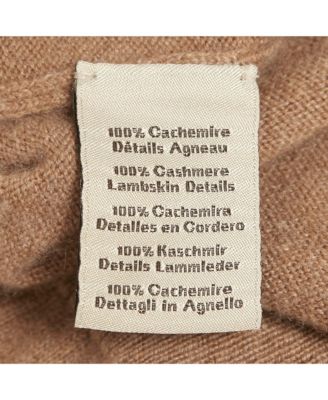 100% Cachemire
Détails Agneau
100% Cashmere
Lambskin Details
100% Cachemira
Detalles en Cordero
100% Kaschmir
Details Lammleder
100% Cachemire
Dettagli in Agnello